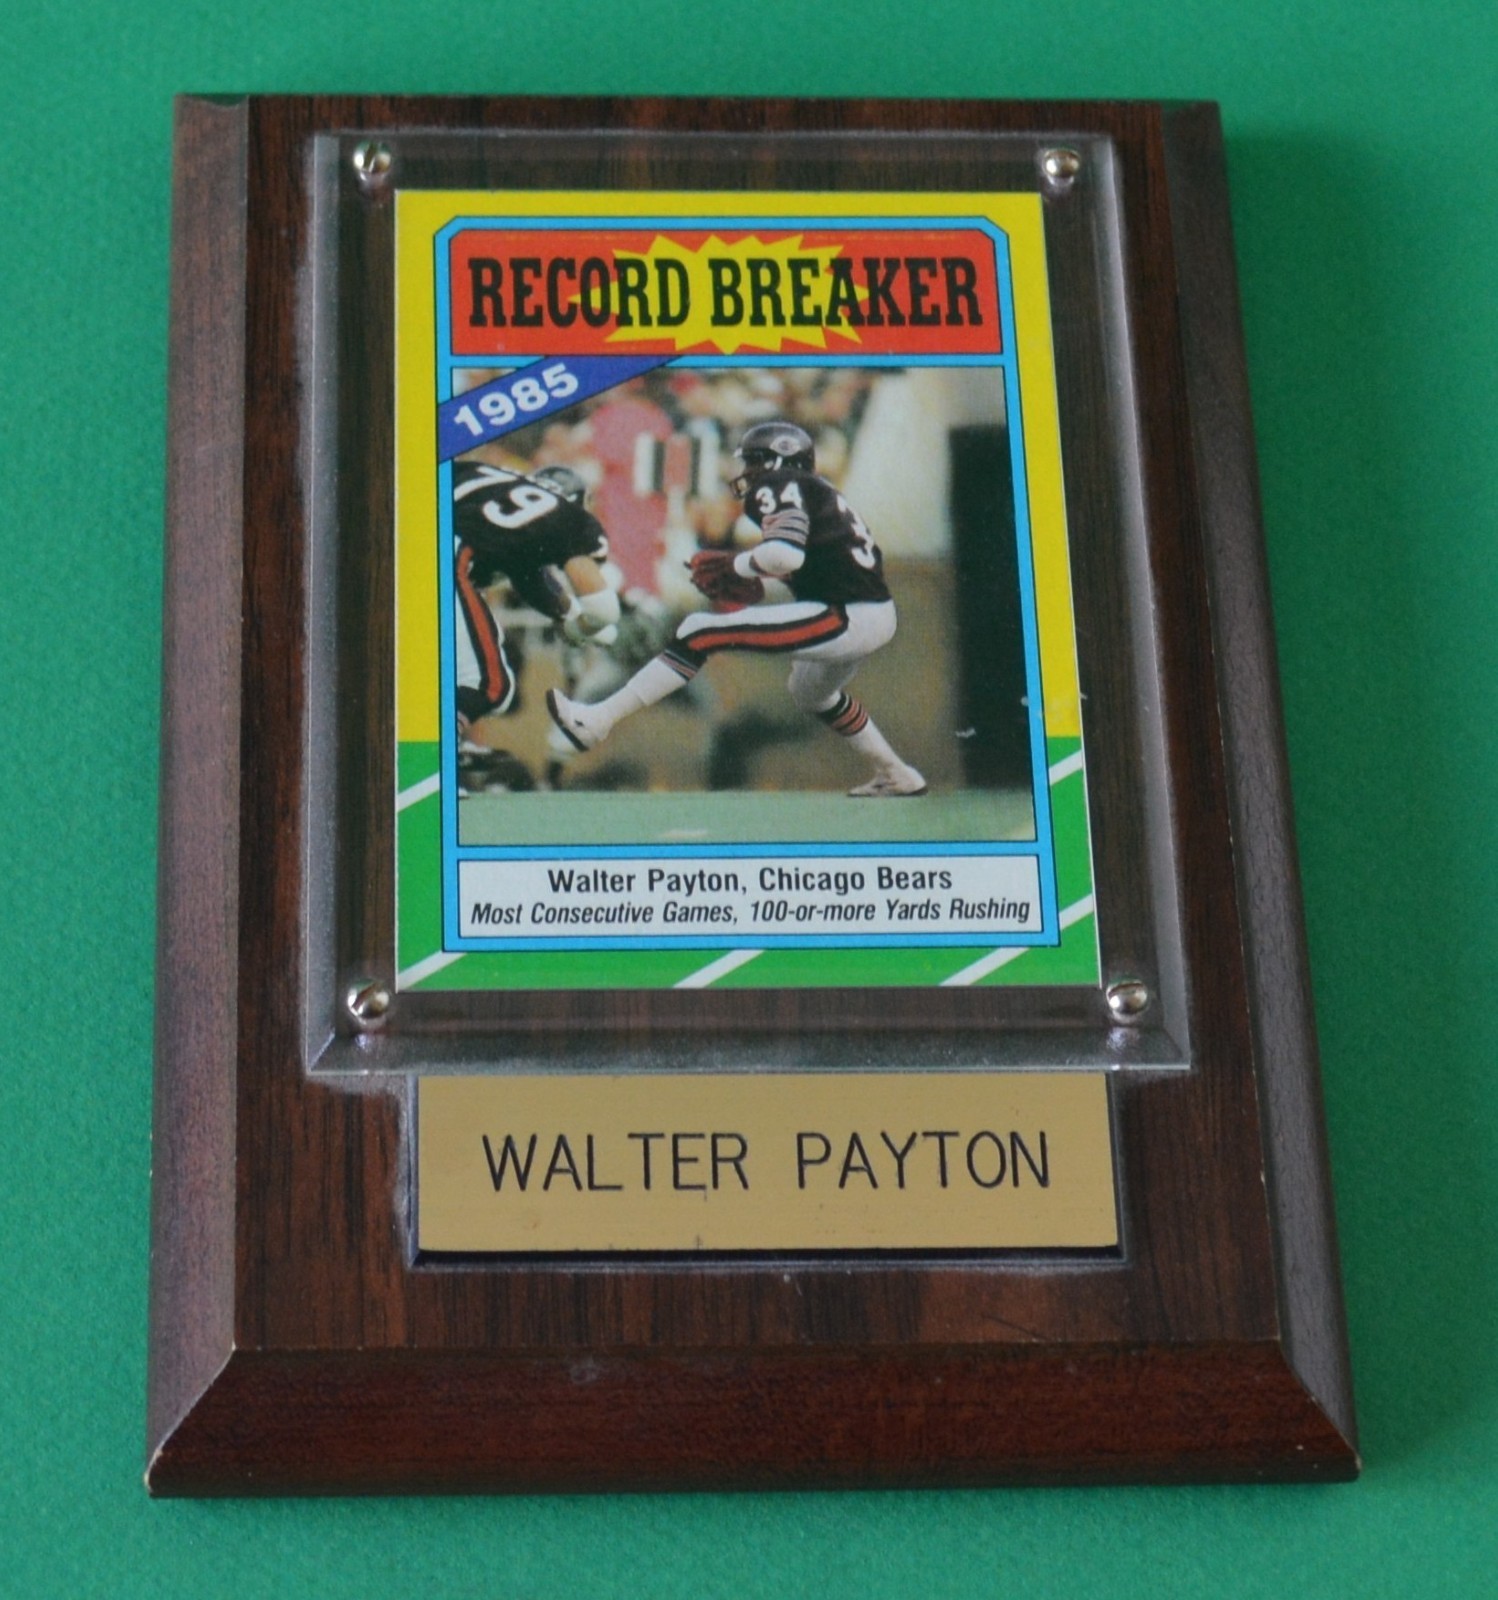 RECORD BREAKER
1985
79
34
34
Walter Payton, Chicago Bears
Most Consecutive Games, 100-or-more Yards Rushing
WALTER PAYTON